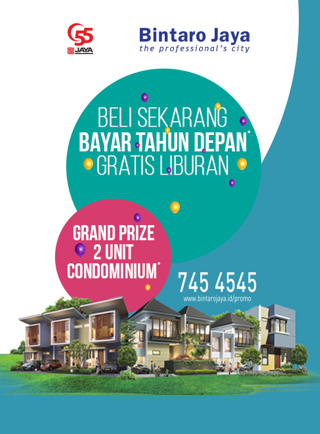 55
JAYA
Bintaro Jaya
the professional's city
BELI SEKARANG
BAYAR TAHUN DEPAN*
GRATIS LIBURAN
GRAND PRIZE
2 UNIT
CONDOMINIUM*
745 4545
www.bintarojaya.id/promo